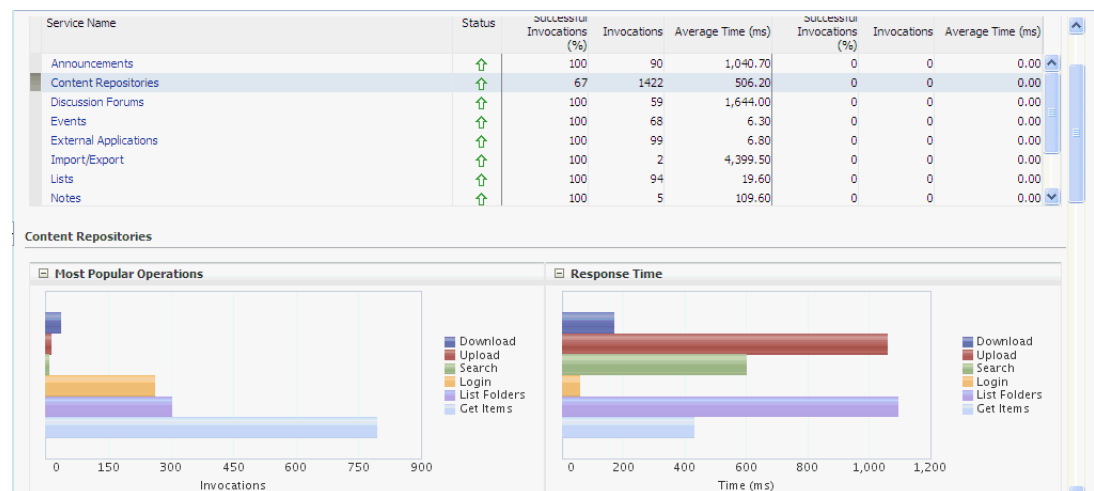 Service Name Status Successful Invocations (%) Invocations Average Time (ms) Successful Invocations (%) Invocations Average Time (ms)
Announcements 100 90 1,040.70 0 0 0.00
Content Repositories 67 1422 506.20 0 0 0.00
Discussion Forums 100 59 1,644.00 0 0 0.00
Events 100 68 6.30 0 0 0.00
External Applications 100 99 6.80 0 0 0.00
Import/Export 100 2 4,399.50 0 0 0.00
Lists 100 94 19.60 0 0 0.00
Notes 100 5 109.60 0 0 0.00
Content Repositories
Most Popular Operations
Download
Upload
Search
Login
List Folders
Get Items
0 150 300 450 600 750 900
Invocations
Response Time
Download
Upload
Search
Login
List Folders
Get Items
0 200 400 600 800 1,000 1,200
Time (ms)